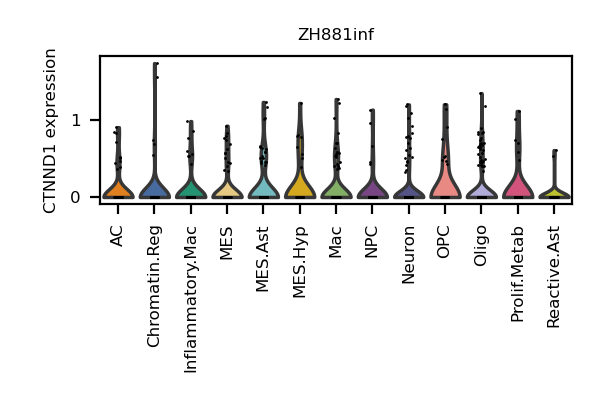 ZH881inf
CTNND1 expression
1
0
AC
Chromatin.Reg
Inflammatory.Mac
MES
MES.Ast
MES.Hyp
Mac
NPC
Neuron
OPC
Oligo
Prolif.Metab
Reactive.Ast